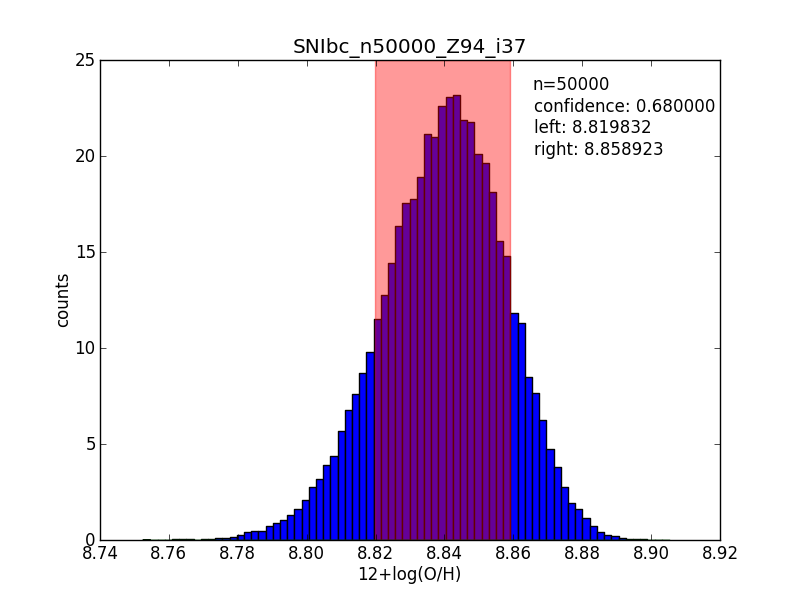 SNIbc_n50000_Z94_i37
n=50000
confidence: 0.680000
left: 8.819832
right: 8.858923
25
20
15
10
5
0
counts
8.74 8.76 8.78 8.80 8.82 8.84 8.86 8.88 8.90 8.92
12+log(O/H)